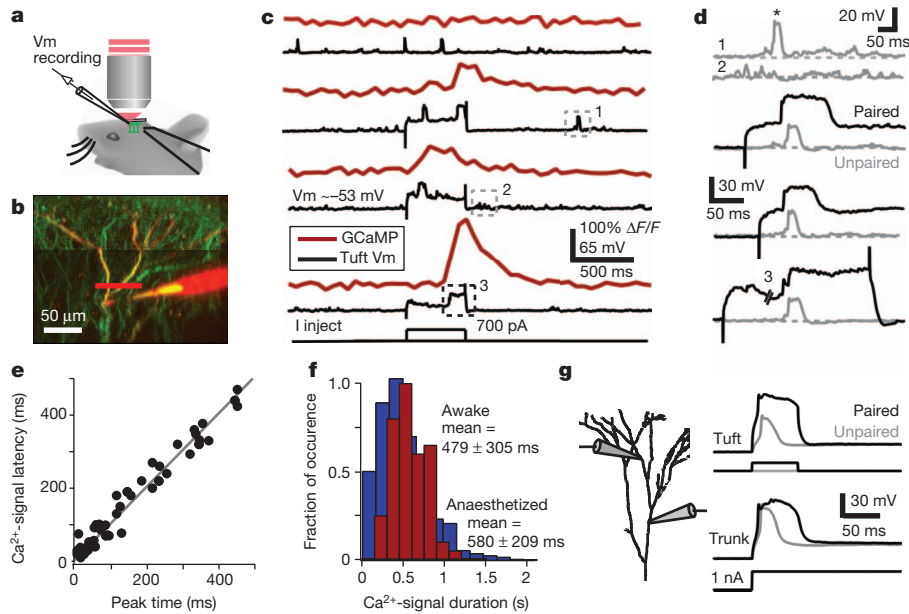 a
Vm
recording
b
50 μm
c
1
2
Vm ~–53 mV
GCaMP
Tuft Vm
100% ΔF/F
65 mV
500 ms
3
I inject
700 pA
d
*
20 mV
50 ms
1
2
Paired
Unpaired
30 mV
50 ms
3
e
Ca2+-signal latency (ms)
400
200
0
0
200
400
Peak time (ms)
f
Fraction of occurence
1.0
0.5
0
Awake
mean =
479 ± 305 ms
Anaesthetized
mean =
580 ± 209 ms
0
0.5
1.0
1.5
2
Ca2+-signal duration (s)
g
Paired
Tuft
Unpaired
Trunk
30 mV
50 ms
1 nA